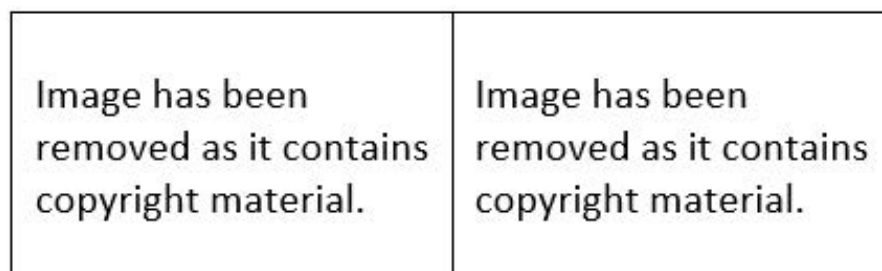 Image has been
removed as it contains
copyright material.
Image has been
removed as it contains
copyright material.